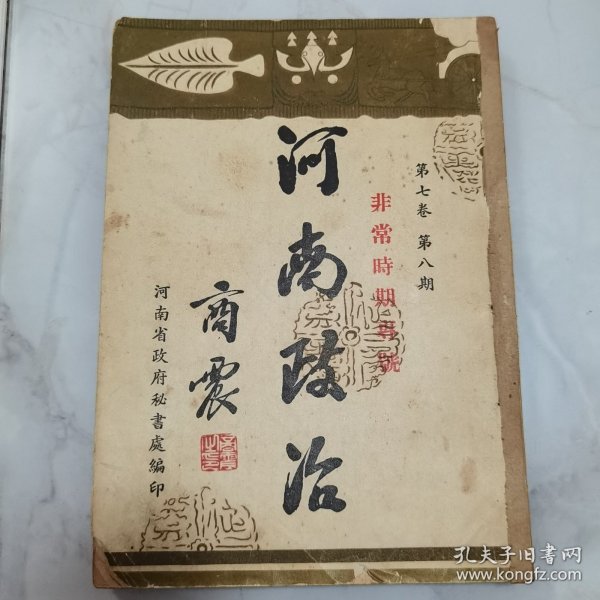 第七卷 第八期
非常時期專號
河南政治
商震
河南省政府秘書處編印
孔夫子旧书网
www.kongfz.com